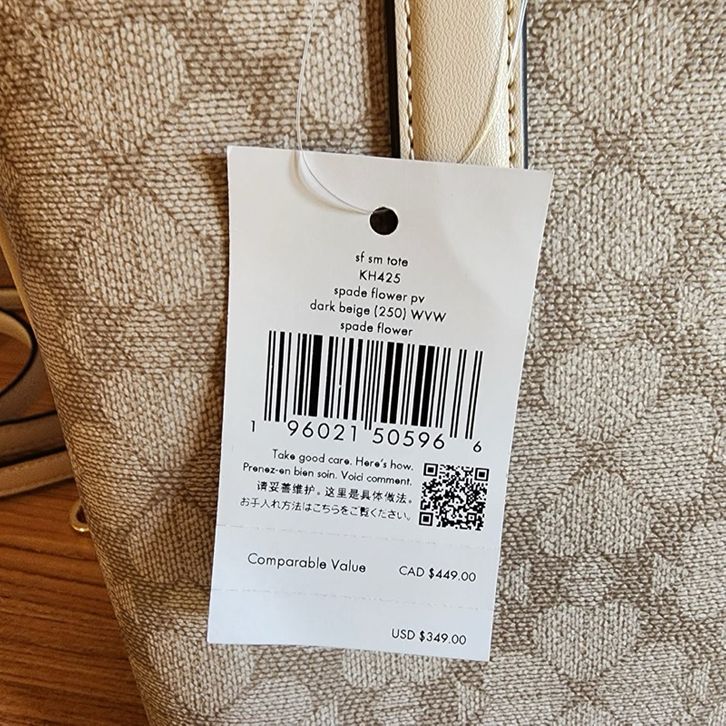 sf sm tote
KH425
spade flower pv
dark beige (250) WVW
spade flower
1 96021 50596 6
Take good care. Here's how.
Prenez-en bien soin. Voici comment.
请妥善维护。这里是具体做法。
お手入れ方法はこちらをご覧ください。
Comparable Value CAD $449.00
USD $349.00